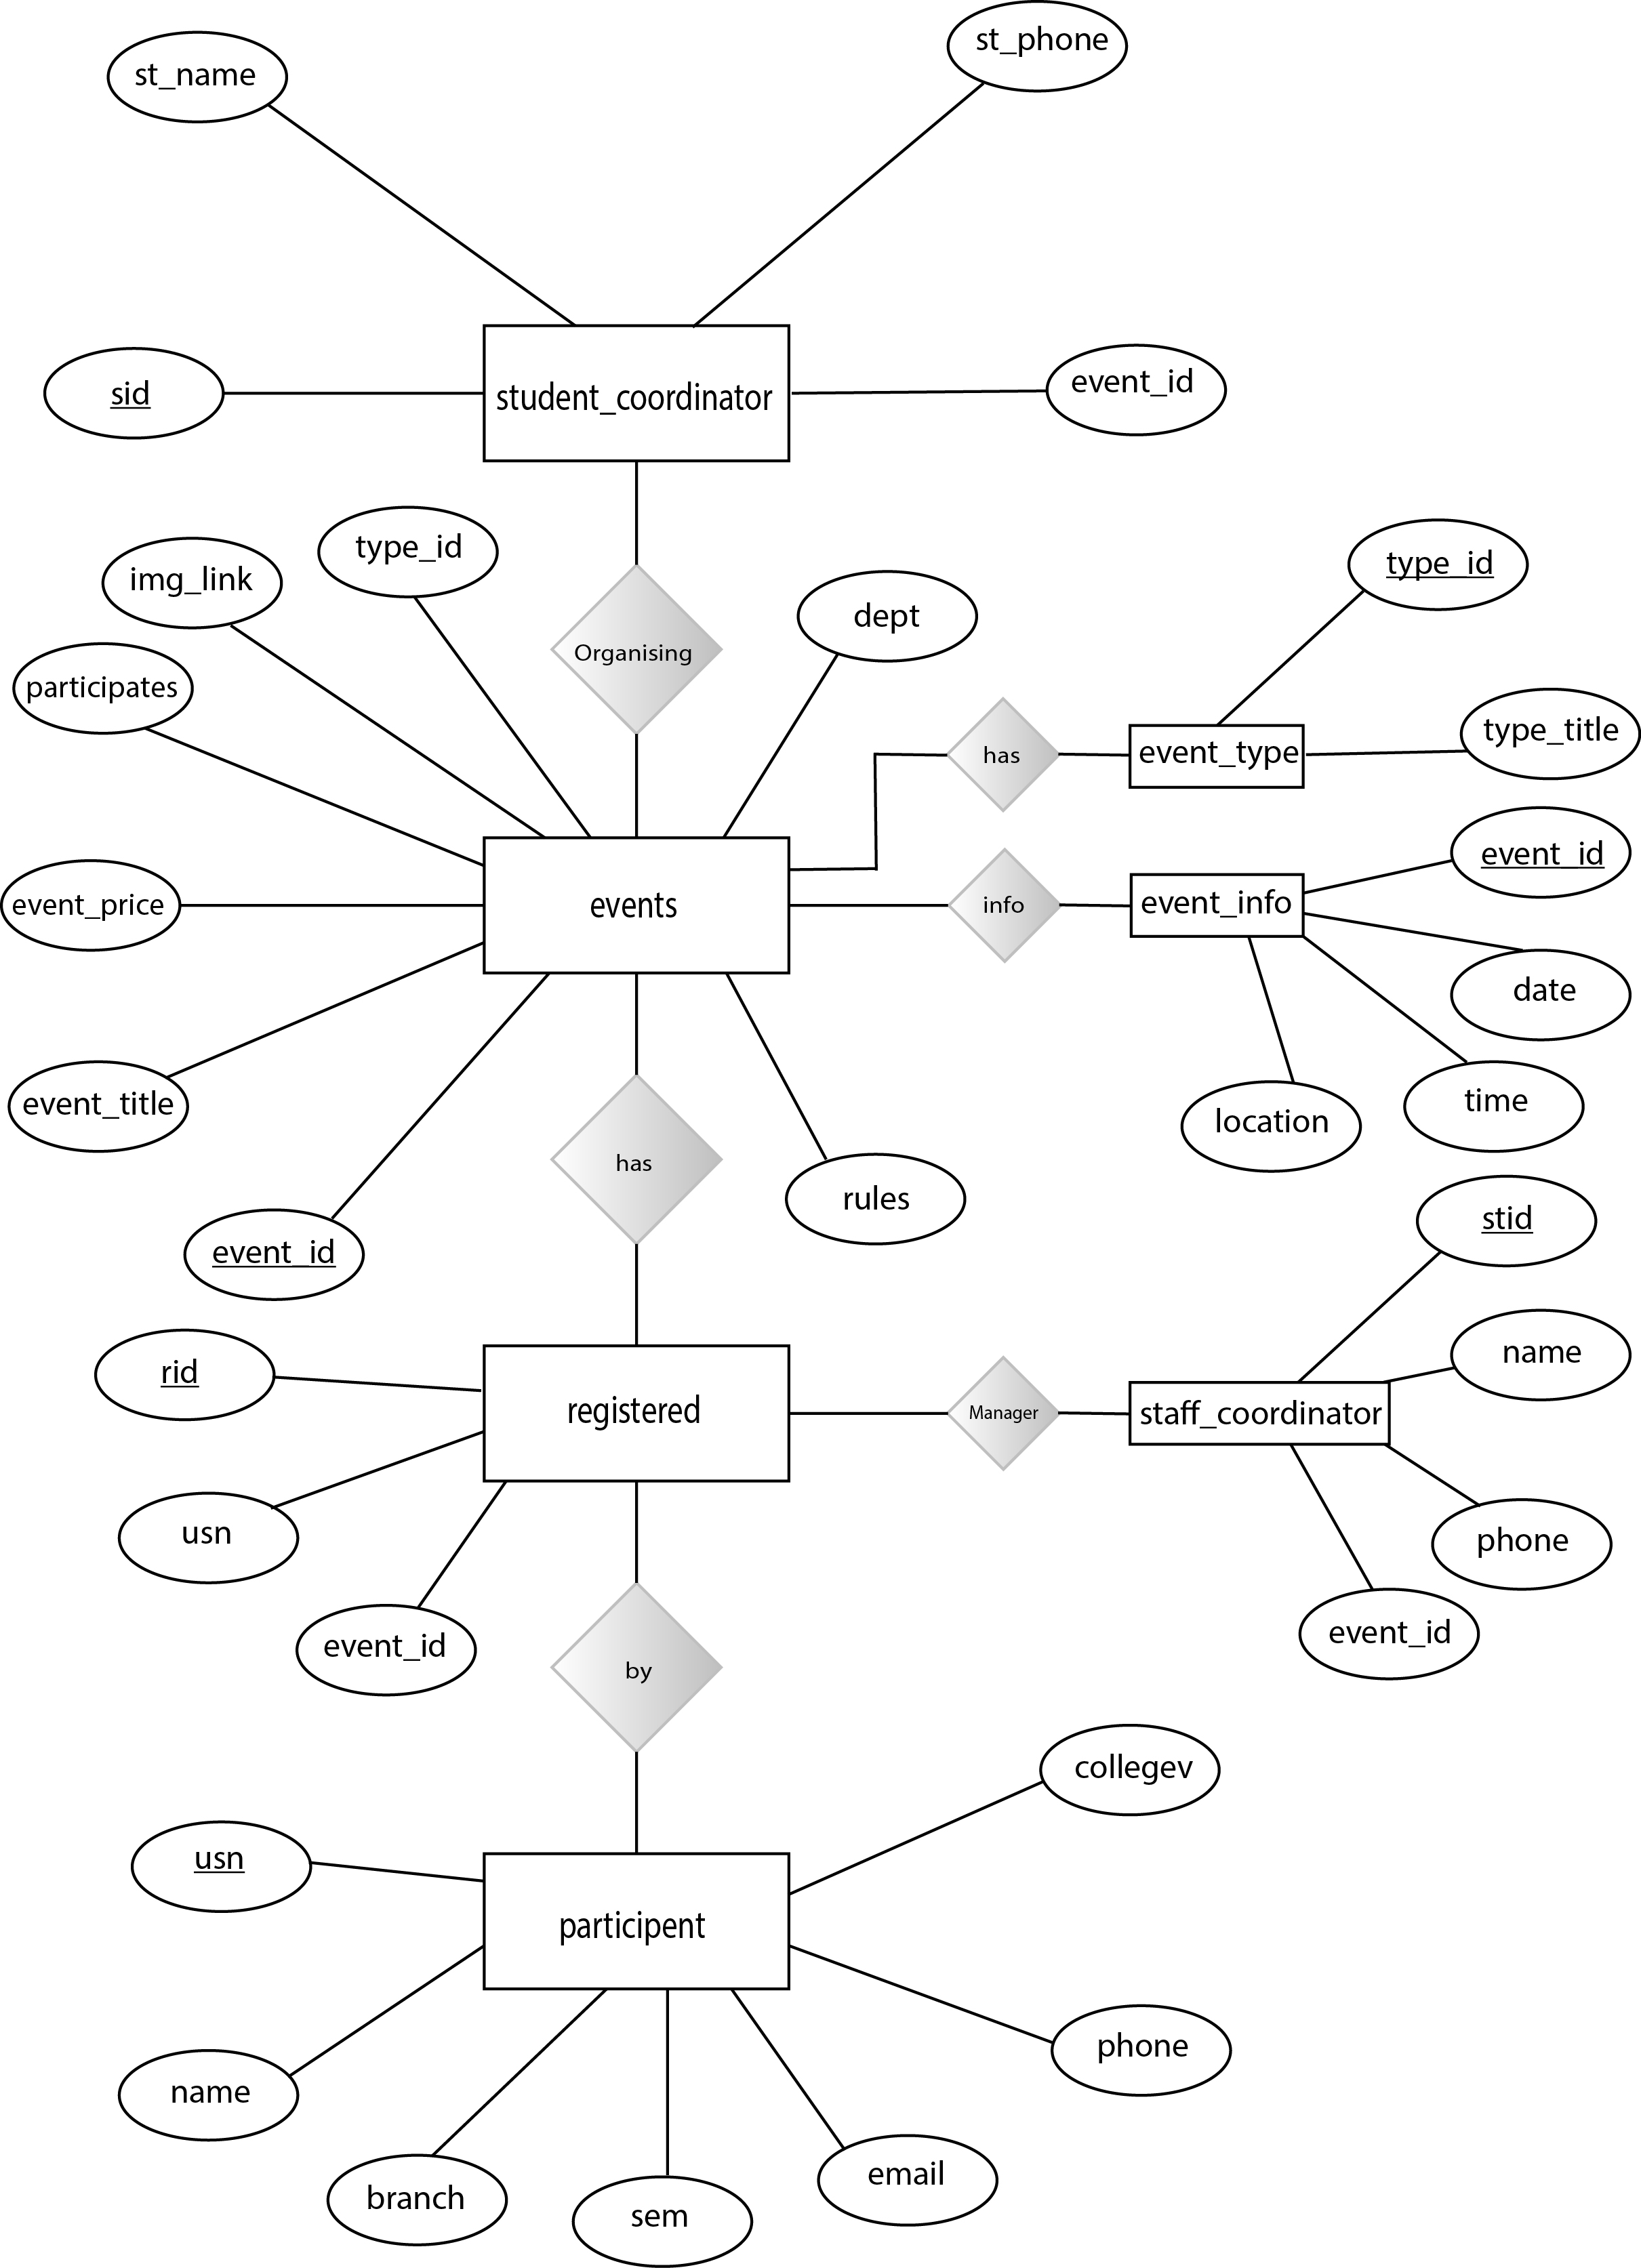 st_name
st_phone
sid
student_coordinator
event_id
type_id
img_link
type_id
dept
Organising
participates
type_title
has
event_type
event_id
event_price
events
info
event_info
date
event_title
time
location
has
rules
stid
event_id
name
rid
registered
Manager
staff_coordinator
usn
phone
event_id
event_id
by
collegev
usn
participent
phone
name
email
branch
sem